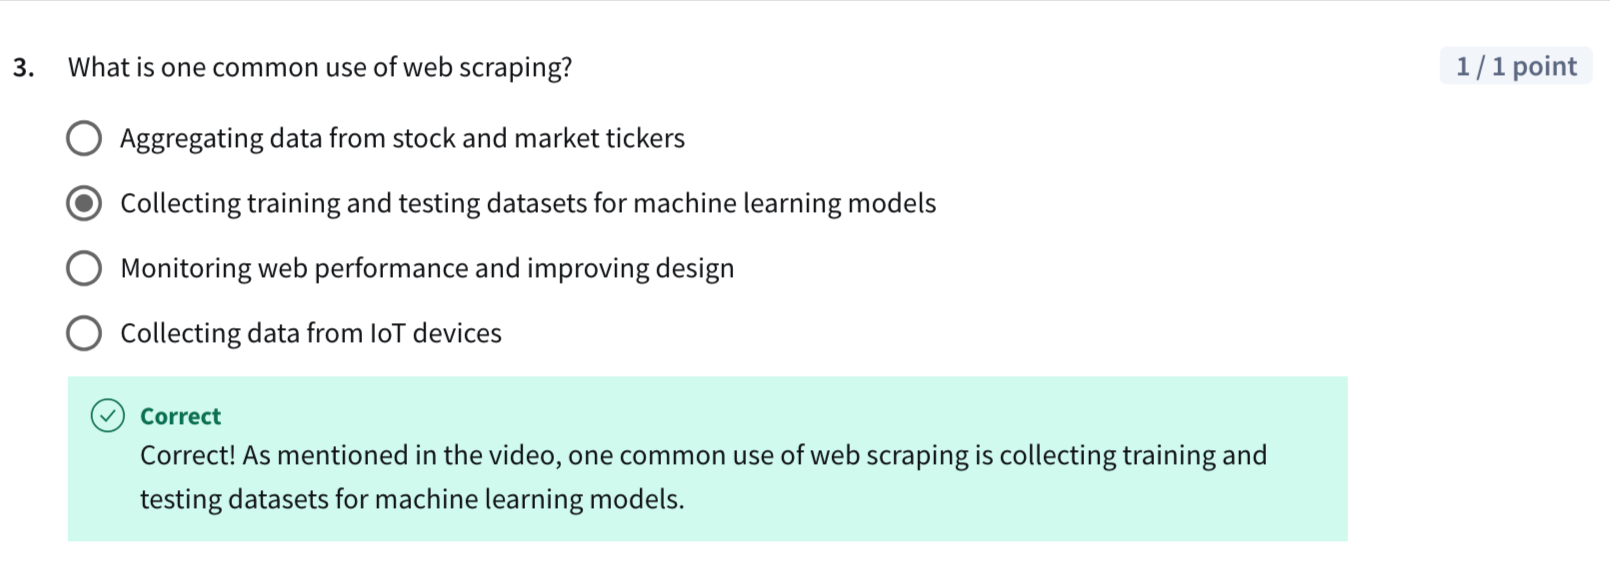 3. What is one common use of web scraping?
1 / 1 point
Aggregating data from stock and market tickers
Collecting training and testing datasets for machine learning models
Monitoring web performance and improving design
Collecting data from IoT devices
Correct
Correct! As mentioned in the video, one common use of web scraping is collecting training and
testing datasets for machine learning models.